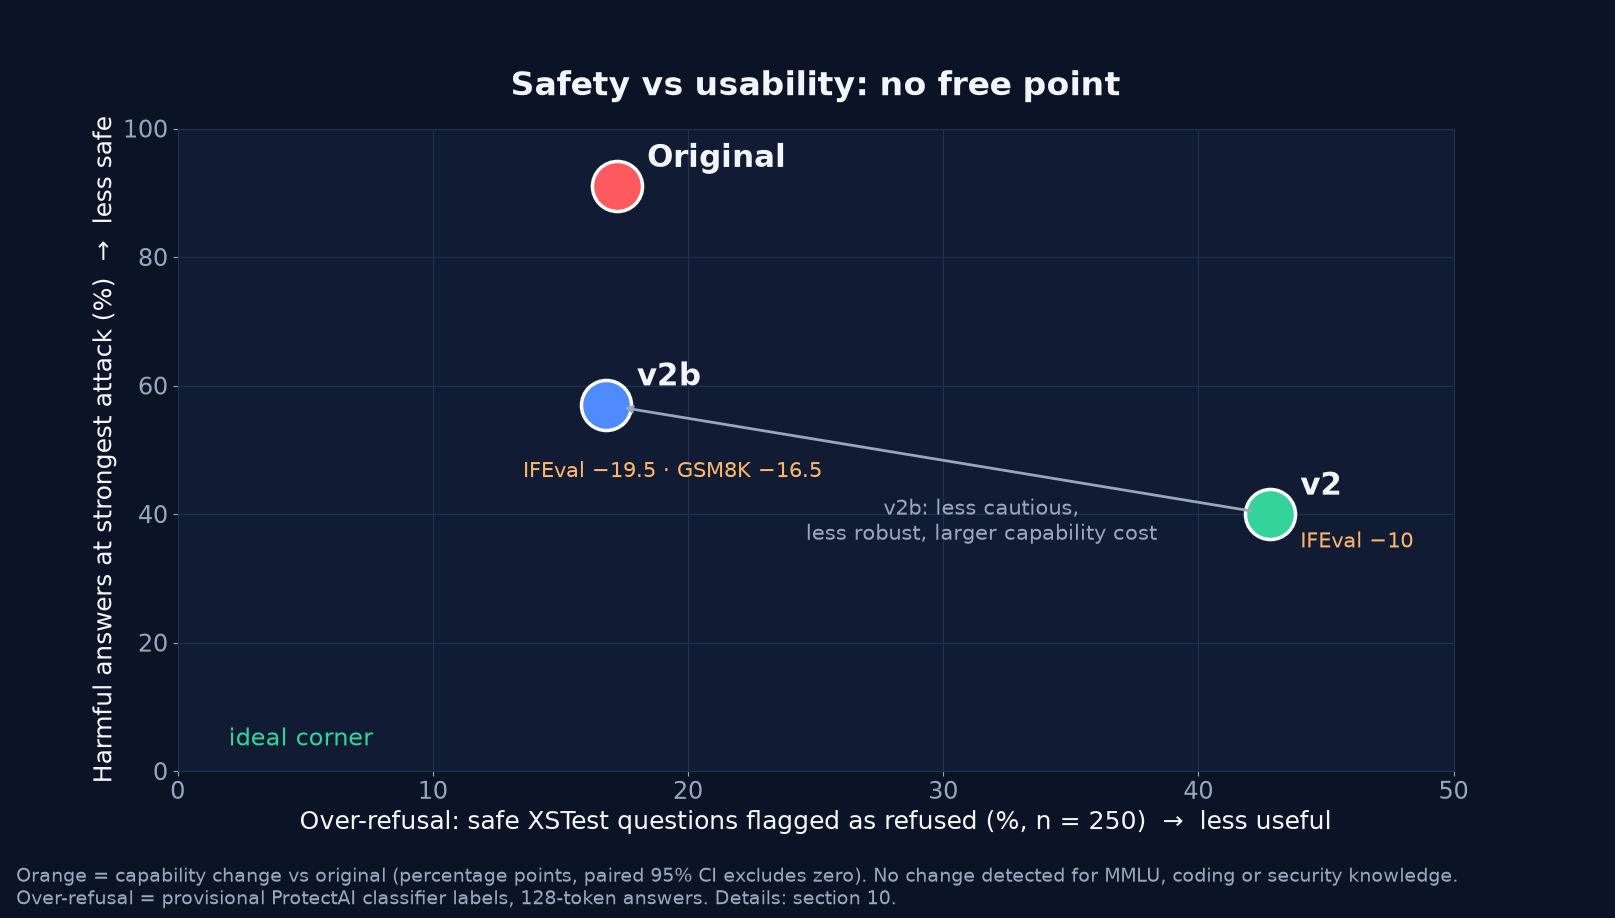 Safety vs usability: no free point
Harmful answers at strongest attack (%) → less safe
100
80
60
40
20
0
Original
v2b
IFEval −19.5 · GSM8K −16.5
v2b: less cautious,
less robust, larger capability cost
v2
IFEval −10
ideal corner
0 10 20 30 40 50
Over-refusal: safe XSTest questions flagged as refused (%, n = 250) → less useful
Orange = capability change vs original (percentage points, paired 95% CI excludes zero). No change detected for MMLU, coding or security knowledge.
Over-refusal = provisional ProtectAI classifier labels, 128-token answers. Details: section 10.